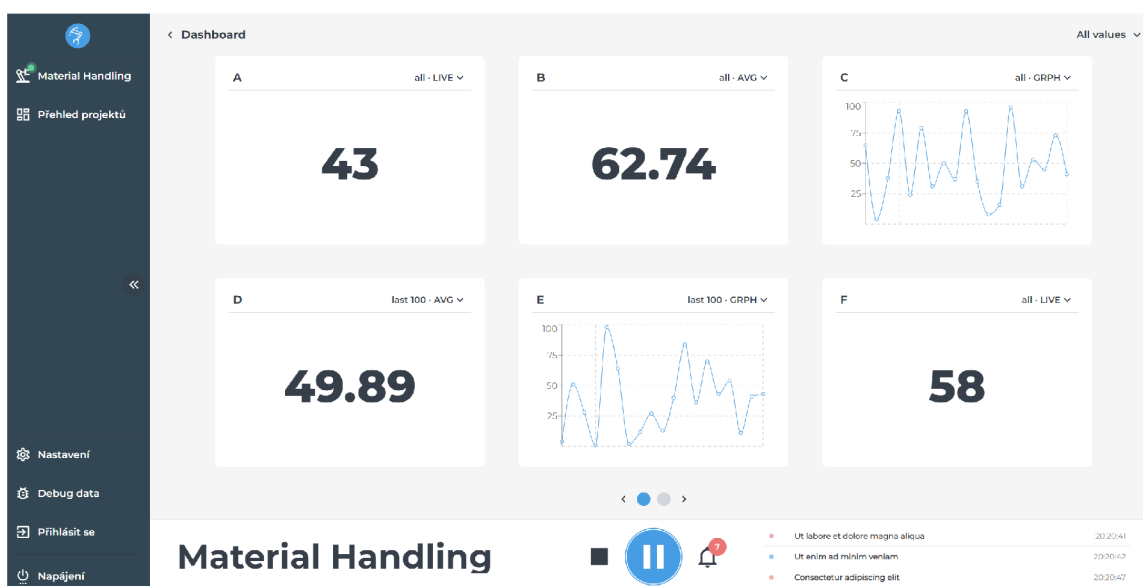 Dashboard
All values
Material Handling
Přehled projektů
Nastavení
Debug data
Přihlásit se
Napájení
A all · LIVE
43
B all · AVG
62.74
C all · GRPH
100
75
50
25
D last 100 · AVG
49.89
E last 100 · GRPH
100
75
50
25
F all · LIVE
58
Material Handling
7
Ut labore et dolore magna aliqua 20:20:41
Ut enim ad minim veniam 20:20:42
Consectetur adipiscing elit 20:20:47